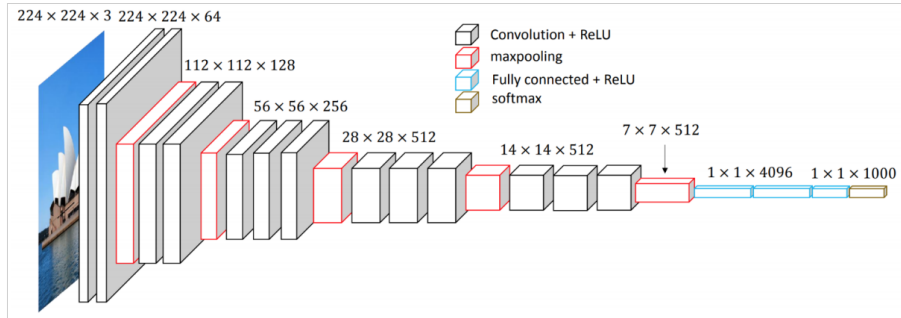 224 × 224 × 3 224 × 224 × 64
112 × 112 × 128
56 × 56 × 256
28 × 28 × 512
14 × 14 × 512
7 × 7 × 512
1 × 1 × 4096 1 × 1 × 1000
Convolution + ReLU
maxpooling
Fully connected + ReLU
softmax